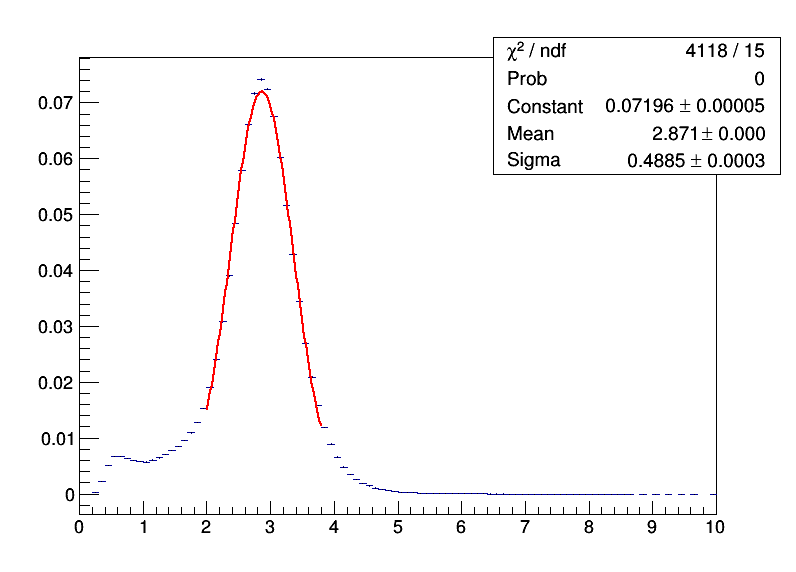 χ² / ndf 4118 / 15
Prob 0
Constant 0.07196 ± 0.00005
Mean 2.871 ± 0.000
Sigma 0.4885 ± 0.0003
0.07
0.06
0.05
0.04
0.03
0.02
0.01
0
0 1 2 3 4 5 6 7 8 9 10